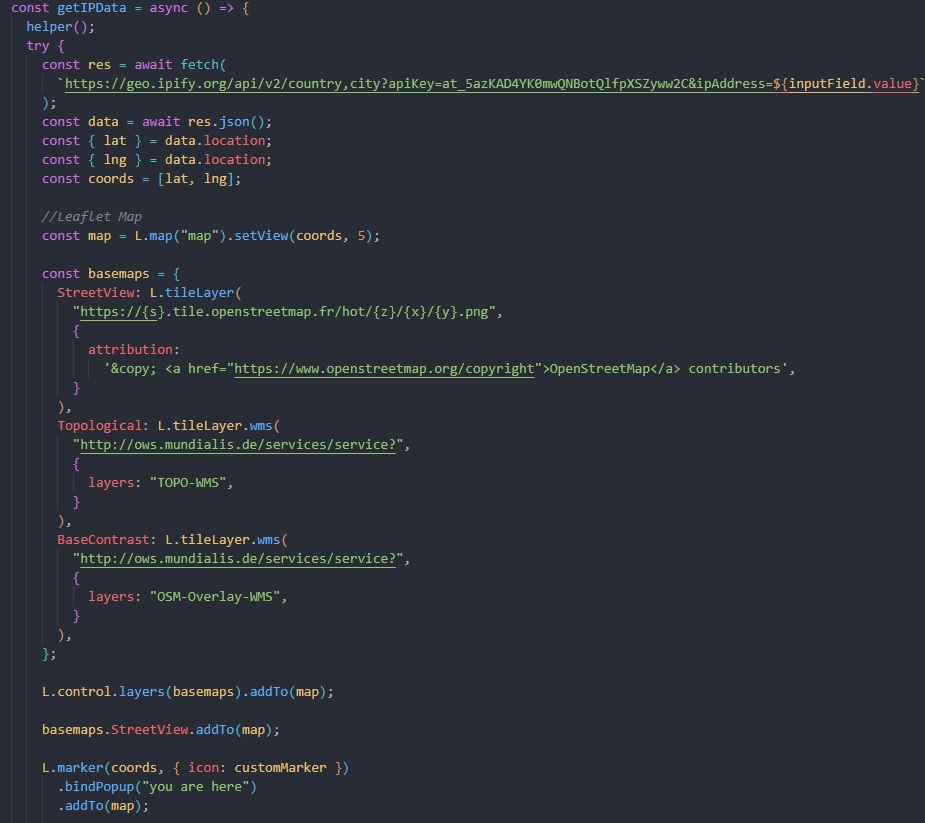 const getIPData = async () => {
helper();
try {
const res = await fetch(
`https://geo.ipify.org/api/v2/country,city?apiKey=at_5azKAD4YK0mwQNBotQlfpXSZyww2C&ipAddress=${inputField.value}`
);
const data = await res.json();
const { lat } = data.location;
const { lng } = data.location;
const coords = [lat, lng];
//Leaflet Map
const map = L.map("map").setView(coords, 5);
const basemaps = {
StreetView: L.tileLayer(
"https://{s}.tile.openstreetmap.fr/hot/{z}/{x}/{y}.png",
{
attribution:
'&copy; <a href="https://www.openstreetmap.org/copyright">OpenStreetMap</a> contributors',
}
),
Topological: L.tileLayer.wms(
"http://ows.mundialis.de/services/service?",
{
layers: "TOPO-WMS",
}
),
BaseContrast: L.tileLayer.wms(
"http://ows.mundialis.de/services/service?",
{
layers: "OSM-Overlay-WMS",
}
),
};
L.control.layers(basemaps).addTo(map);
basemaps.StreetView.addTo(map);
L.marker(coords, { icon: customMarker })
.bindPopup("you are here")
.addTo(map);